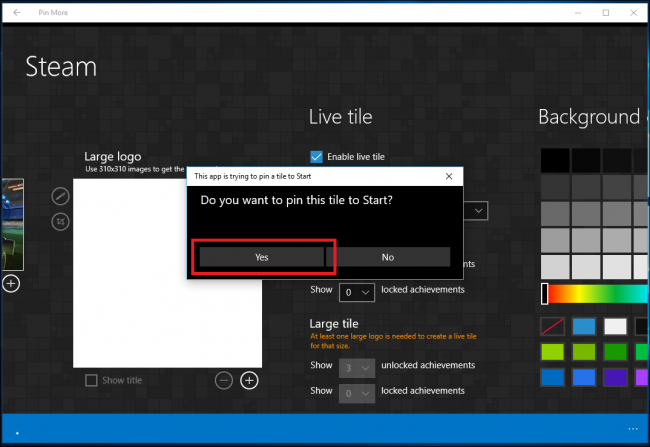 Pin More
Steam
Live tile
Background
Large logo
Use 310x310 images to get the
Enable live tile
This app is trying to pin a tile to Start
Do you want to pin this tile to Start?
Yes
No
Show
0
locked achievements
Large tile
At least one large logo is needed to create a live tile
for that size.
Show
3
unlocked achievements
Show title
Show
0
locked achievements